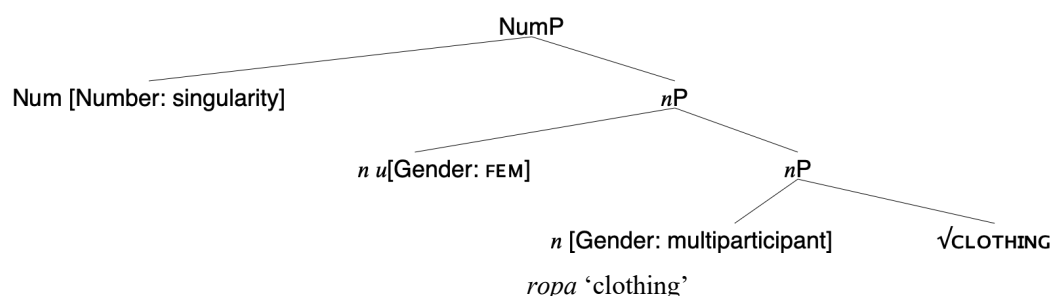 NumP
Num [Number: singularity]
nP
n u[Gender: FEM]
nP
n [Gender: multiparticipant]
√CLOTHING
ropa ‘clothing’